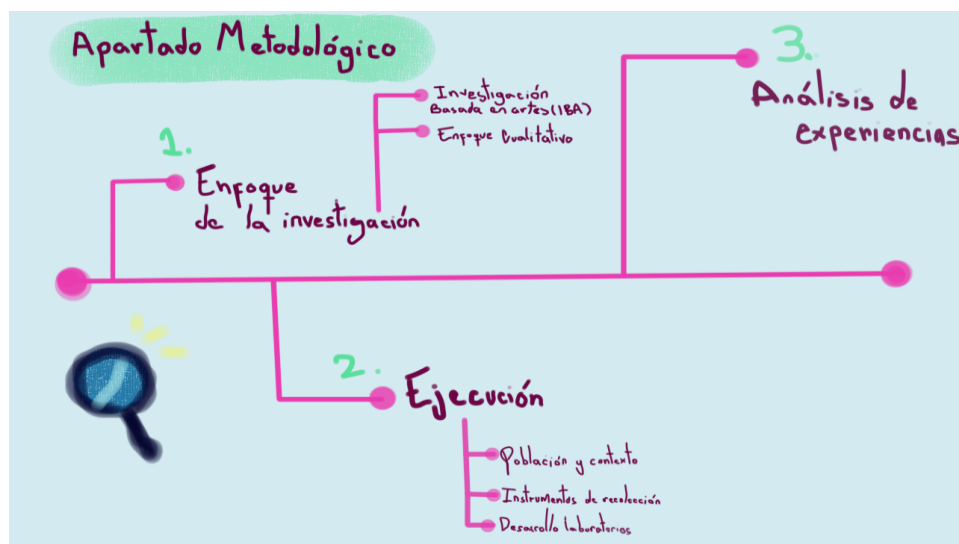 Apartado Metodológico
1.
Enfoque
de la investigación
Investigación
Basada en artes (IBA)
Enfoque Cualitativo
2.
Ejecución
Población y contexto
Instrumentos de recolección
Desarrollo laboratorios
3.
Análisis de
experiencias